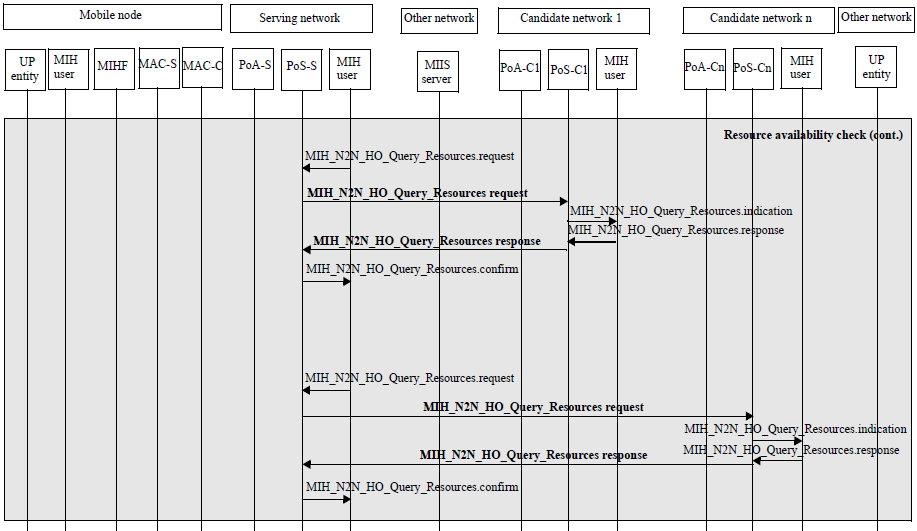 Mobile node
Serving network
Other network
Candidate network 1
Candidate network n
Other network
UP entity
MIH user
MIHF
MAC-S
MAC-C
PoA-S
PoS-S
MIH user
MIIS server
PoA-C1
PoS-C1
MIH user
PoA-Cn
PoS-Cn
MIH user
UP entity
Resource availability check (cont.)
MIH_N2N_HO_Query_Resources.request
MIH_N2N_HO_Query_Resources request
MIH_N2N_HO_Query_Resources.indication
MIH_N2N_HO_Query_Resources.response
MIH_N2N_HO_Query_Resources response
MIH_N2N_HO_Query_Resources.confirm
MIH_N2N_HO_Query_Resources.request
MIH_N2N_HO_Query_Resources request
MIH_N2N_HO_Query_Resources.indication
MIH_N2N_HO_Query_Resources.response
MIH_N2N_HO_Query_Resources response
MIH_N2N_HO_Query_Resources.confirm